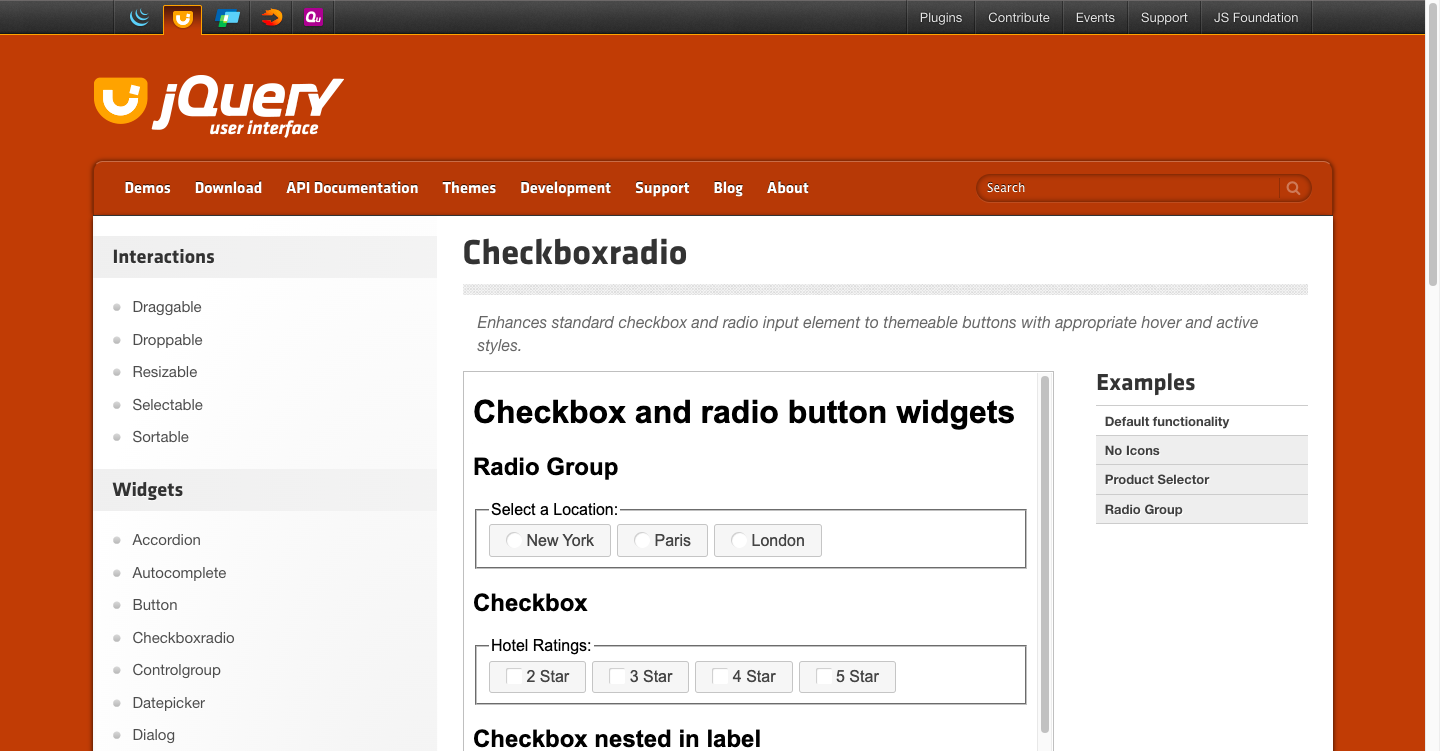 Qu
Plugins
Contribute
Events
Support
JS Foundation
jQuery
user interface
Demos
Download
API Documentation
Themes
Development
Support
Blog
About
Search
Interactions
Draggable
Droppable
Resizable
Selectable
Sortable
Widgets
Accordion
Autocomplete
Button
Checkboxradio
Controlgroup
Datepicker
Dialog
Checkboxradio
Enhances standard checkbox and radio input element to themeable buttons with appropriate hover and active
styles.
Checkbox and radio button widgets
Radio Group
Select a Location:
New York
Paris
London
Checkbox
Hotel Ratings:
2 Star
3 Star
4 Star
5 Star
Checkbox nested in label
Examples
Default functionality
No Icons
Product Selector
Radio Group